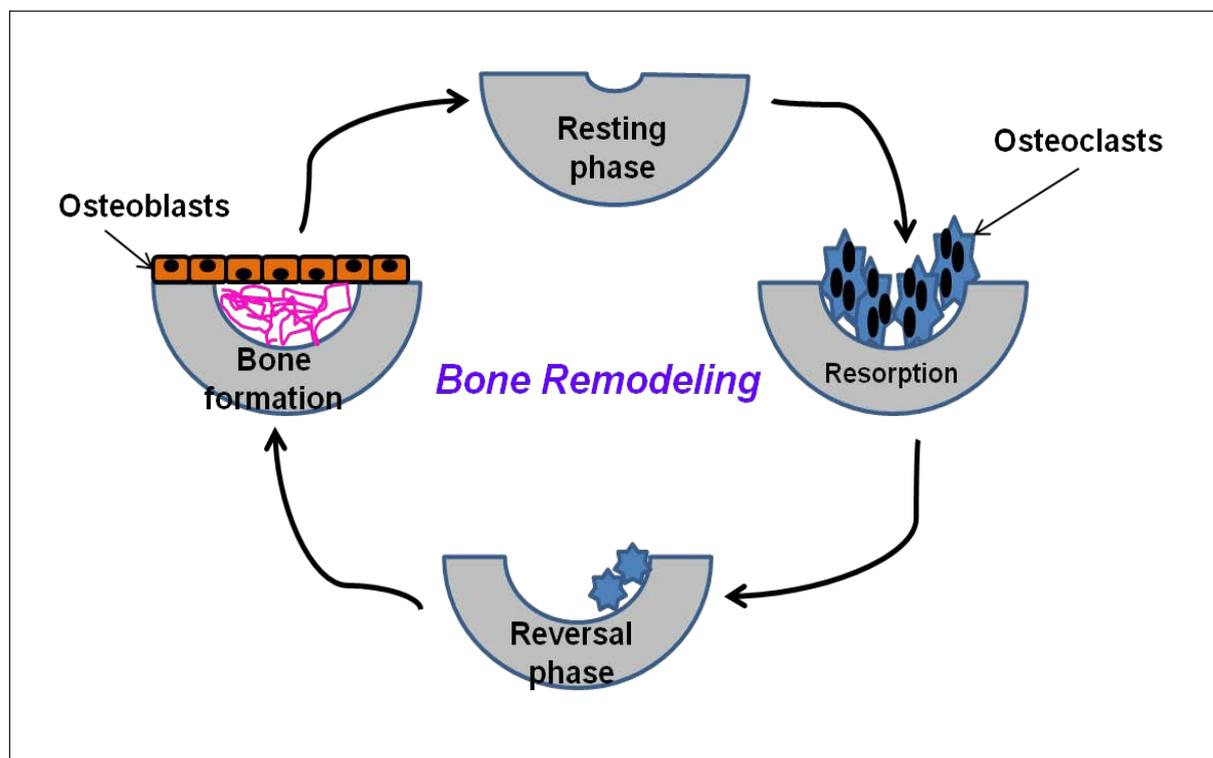 Resting
phase
Osteoclasts
Osteoblasts
Bone
formation
Bone Remodeling
Resorption
Reversal
phase